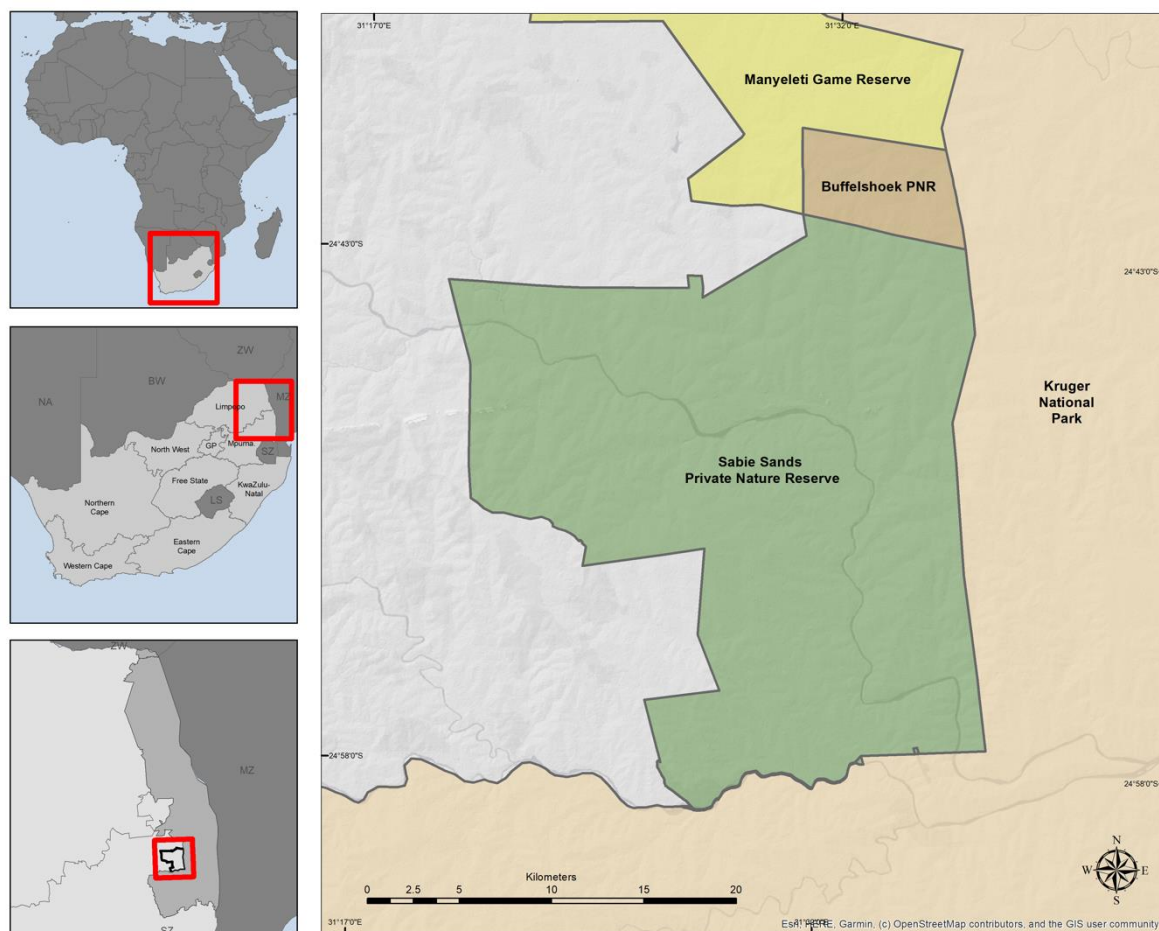 ZW
NA
BW
MZ
Limpopo
North West
GP
Mpuma.
SZ
Free State
KwaZulu-
Natal
LS
Northern
Cape
Eastern
Cape
Western Cape
ZW
MZ
SZ
31°17'0"E
31°32'0"E
Manyeleti Game Reserve
Buffelshoek PNR
24°43'0"S
24°43'0"S
Kruger
National
Park
Sabie Sands
Private Nature Reserve
24°58'0"S
24°58'0"S
N
W
E
S
Kilometers
0
2.5
5
10
15
20
31°17'0"E
Esri, HERE, Garmin, (c) OpenStreetMap contributors, and the GIS user community